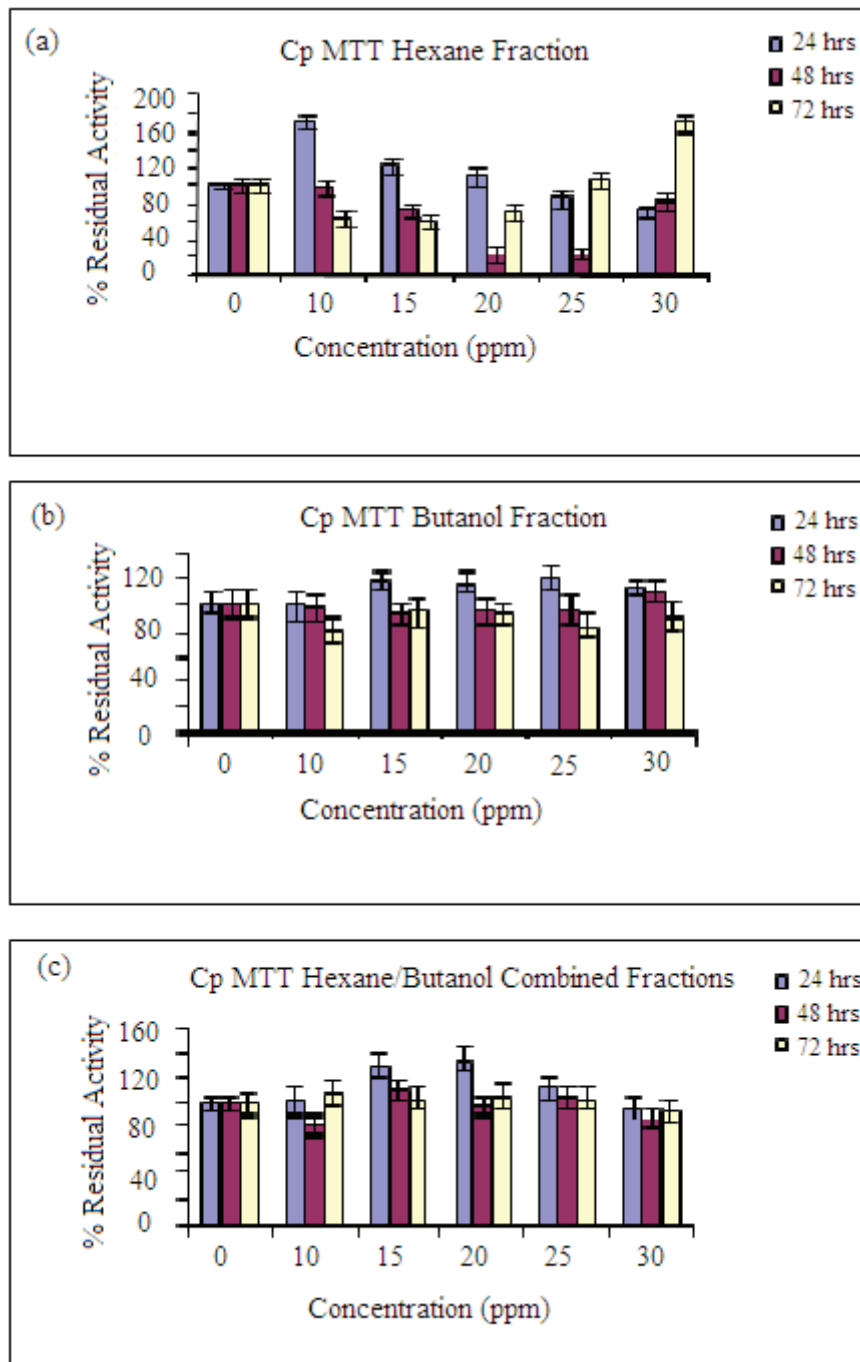 (a)
Cp MTT Hexane Fraction
24 hrs
48 hrs
72 hrs
% Residual Activity
200
160
120
80
40
0
0 10 15 20 25 30
Concentration (ppm)
(b)
Cp MTT Butanol Fraction
24 hrs
48 hrs
72 hrs
% Residual Activity
120
80
40
0
0 10 15 20 25 30
Concentration (ppm)
(c)
Cp MTT Hexane/Butanol Combined Fractions
24 hrs
48 hrs
72 hrs
% Residual Activity
160
120
80
40
0
0 10 15 20 25 30
Concentration (ppm)